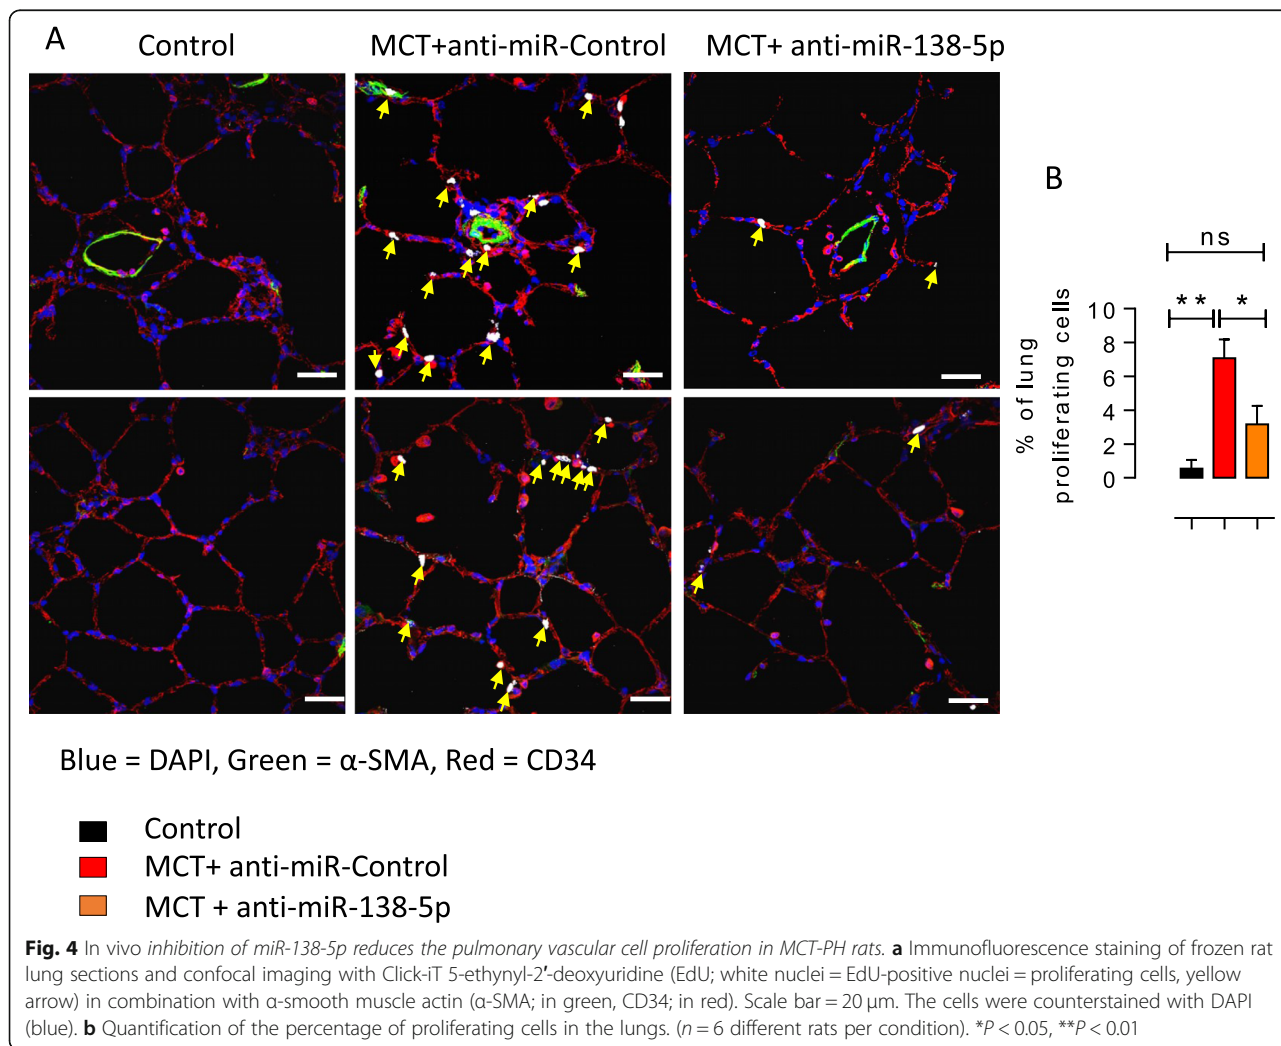 A
Control
MCT+anti-miR-Control
MCT+ anti-miR-138-5p
B
ns
** *
% of lung
proliferating cells
10
8
6
4
2
0
Blue = DAPI, Green = α-SMA, Red = CD34
Control
MCT+ anti-miR-Control
MCT + anti-miR-138-5p
Fig. 4 In vivo inhibition of miR-138-5p reduces the pulmonary vascular cell proliferation in MCT-PH rats. a Immunofluorescence staining of frozen rat
lung sections and confocal imaging with Click-iT 5-ethynyl-2′-deoxyuridine (EdU; white nuclei = EdU-positive nuclei = proliferating cells, yellow
arrow) in combination with α-smooth muscle actin (α-SMA; in green, CD34; in red). Scale bar = 20 μm. The cells were counterstained with DAPI
(blue). b Quantification of the percentage of proliferating cells in the lungs. (n = 6 different rats per condition). *P < 0.05, **P < 0.01